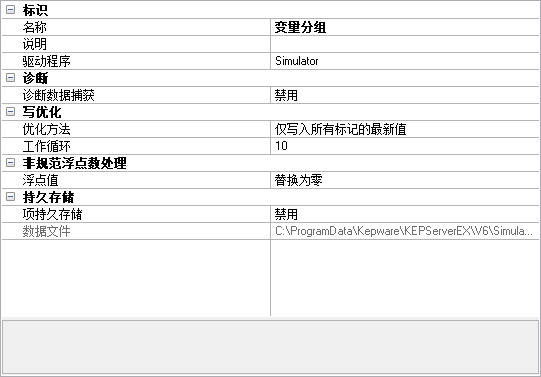 标识
名称 变量分组
说明
驱动程序 Simulator
诊断
诊断数据捕获 禁用
写优化
优化方法 仅写入所有标记的最新值
工作循环 10
非规范浮点数处理
浮点值 替换为零
持久存储
项持久存储 禁用
数据文件 C:\ProgramData\Kepware\KEPServerEX\V6\Simula...